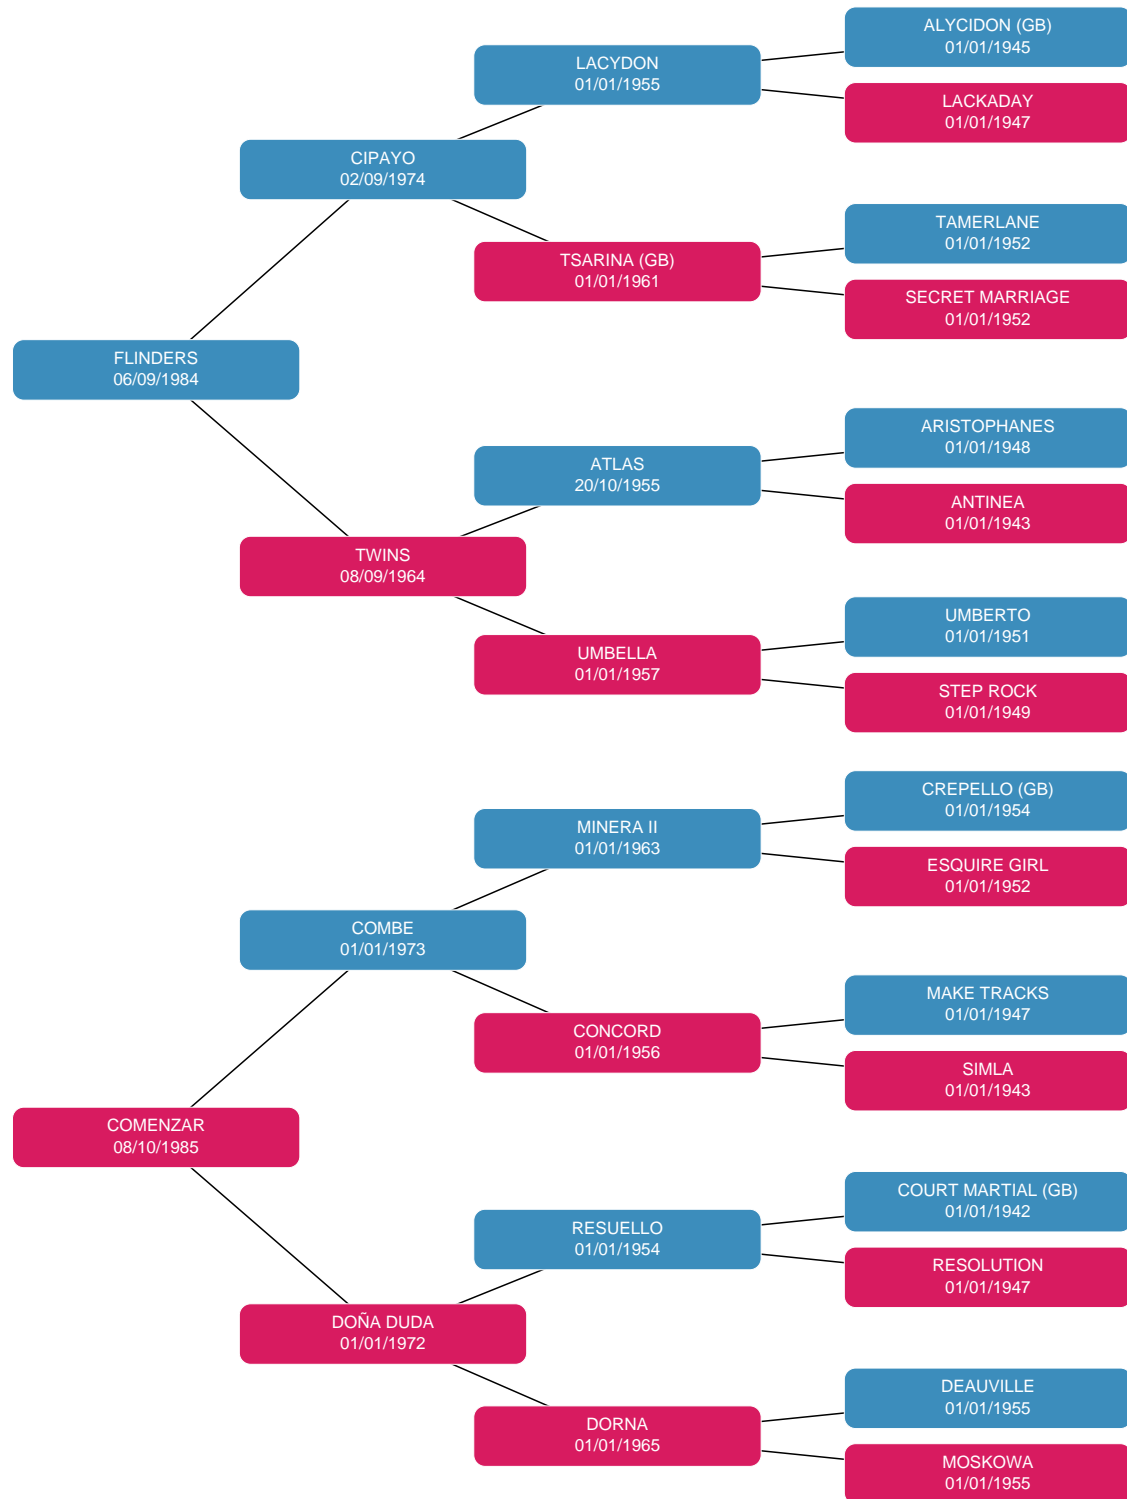 ALYCIDON (GB)
01/01/1945
LACYDON
01/01/1955
LACKADAY
01/01/1947
CIPAYO
02/09/1974
TAMERLANE
01/01/1952
TSARINA (GB)
01/01/1961
SECRET MARRIAGE
01/01/1952
FLINDERS
06/09/1984
ARISTOPHANES
01/01/1948
ATLAS
20/10/1955
ANTINEA
01/01/1943
TWINS
08/09/1964
UMBERTO
01/01/1951
UMBELLA
01/01/1957
STEP ROCK
01/01/1949
CREPELLO (GB)
01/01/1954
MINERA II
01/01/1963
ESQUIRE GIRL
01/01/1952
COMBE
01/01/1973
MAKE TRACKS
01/01/1947
CONCORD
01/01/1956
SIMLA
01/01/1943
COMENZAR
08/10/1985
COURT MARTIAL (GB)
01/01/1942
RESUELLO
01/01/1954
RESOLUTION
01/01/1947
DOÑA DUDA
01/01/1972
DEAUVILLE
01/01/1955
DORNA
01/01/1965
MOSKOWA
01/01/1955